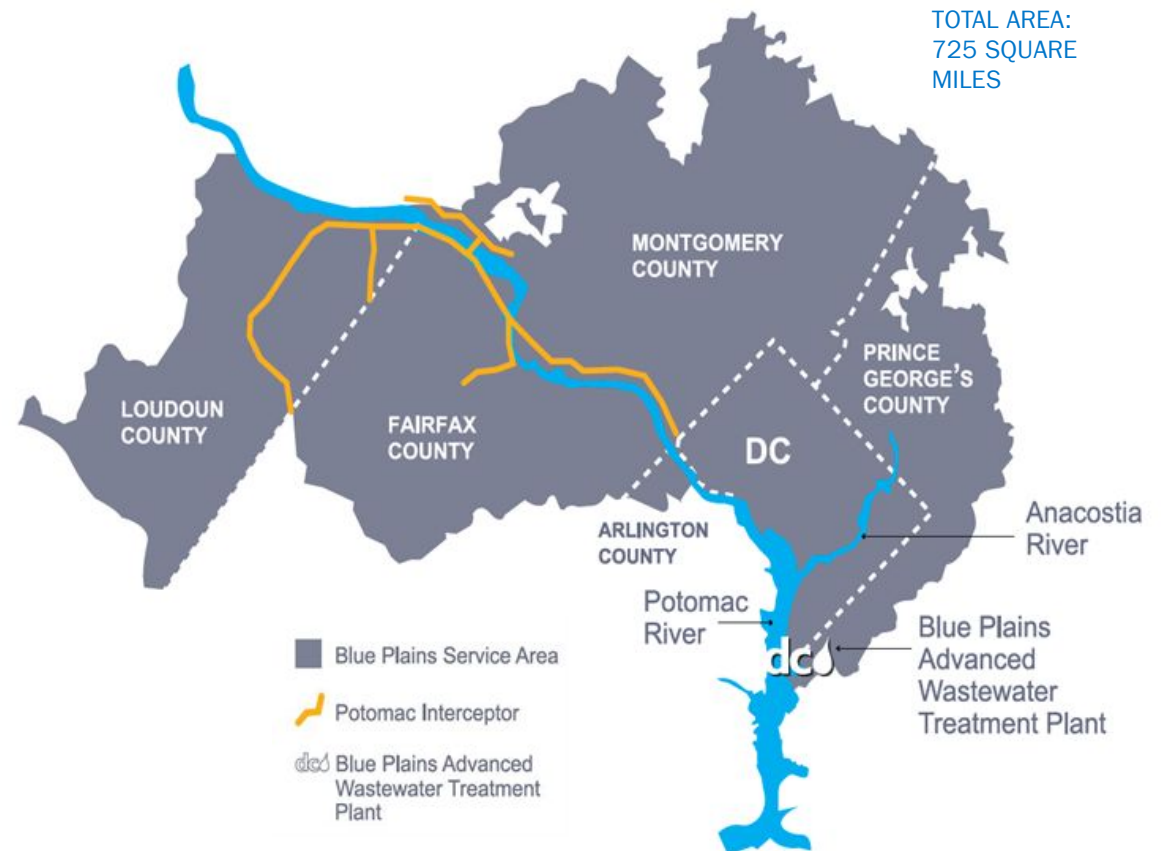 TOTAL AREA:
725 SQUARE
MILES
MONTGOMERY
COUNTY
PRINCE
GEORGE'S
COUNTY
LOUDOUN
COUNTY
FAIRFAX
COUNTY
DC
ARLINGTON
COUNTY
Anacostia
River
Potomac
River
dc
Blue Plains
Advanced
Wastewater
Treatment Plant
Blue Plains Service Area
Potomac Interceptor
dc Blue Plains Advanced
Wastewater Treatment
Plant